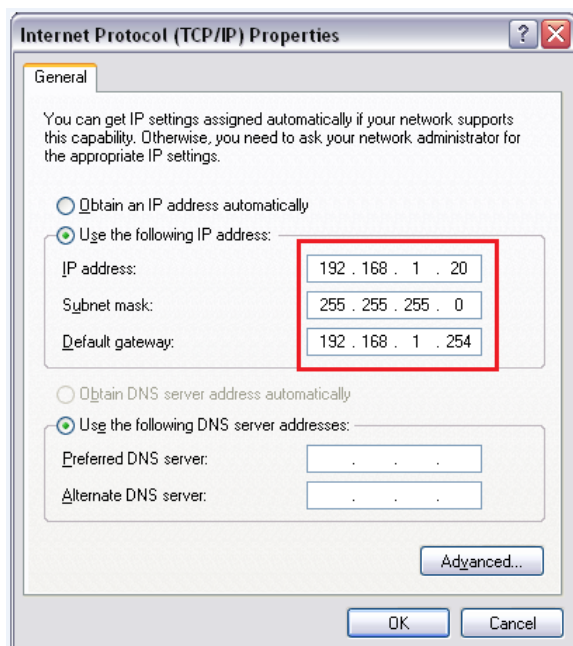 Internet Protocol (TCP/IP) Properties
General
You can get IP settings assigned automatically if your network supports
this capability. Otherwise, you need to ask your network administrator for
the appropriate IP settings.
Obtain an IP address automatically
Use the following IP address:
IP address: 192 . 168 . 1 . 20
Subnet mask: 255 . 255 . 255 . 0
Default gateway: 192 . 168 . 1 . 254
Obtain DNS server address automatically
Use the following DNS server addresses:
Preferred DNS server: . . .
Alternate DNS server: . . .
Advanced...
OK Cancel